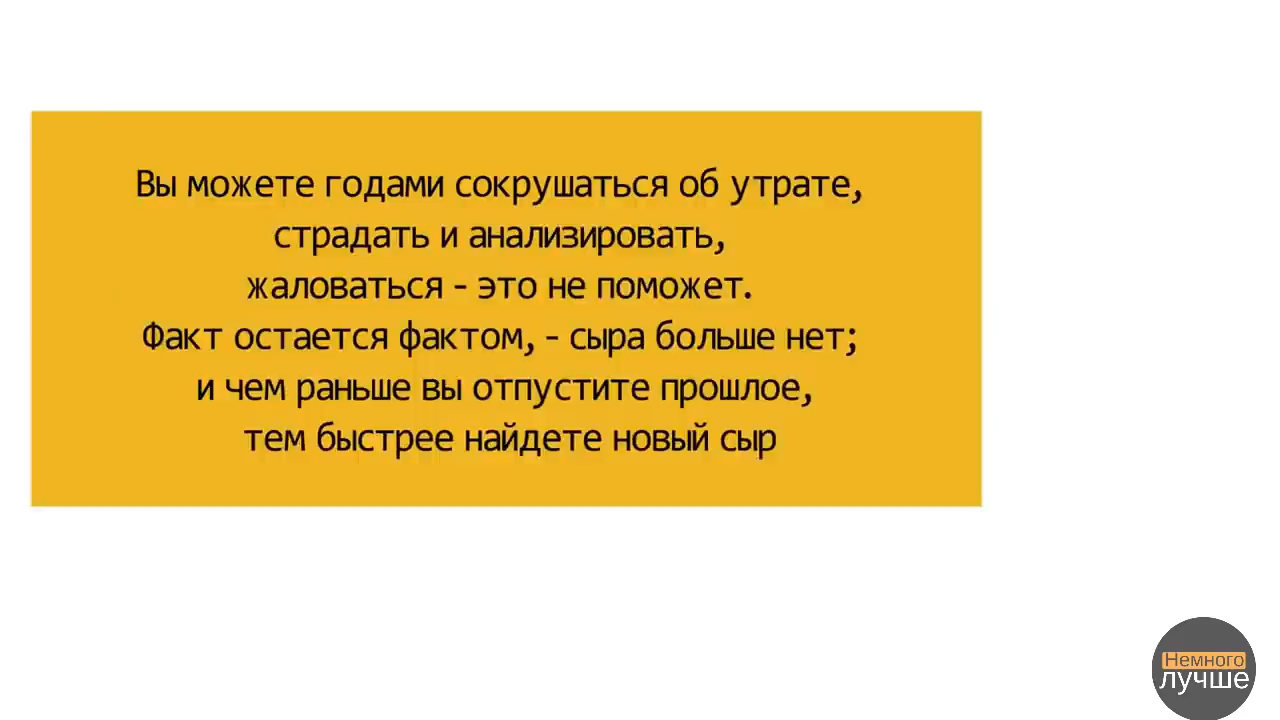 Вы можете годами сокрушаться об утрате,
страдать и анализировать,
жаловаться - это не поможет.
Факт остается фактом, - сыра больше нет;
и чем раньше вы отпустите прошлое,
тем быстрее найдете новый сыр
Немного
лучше